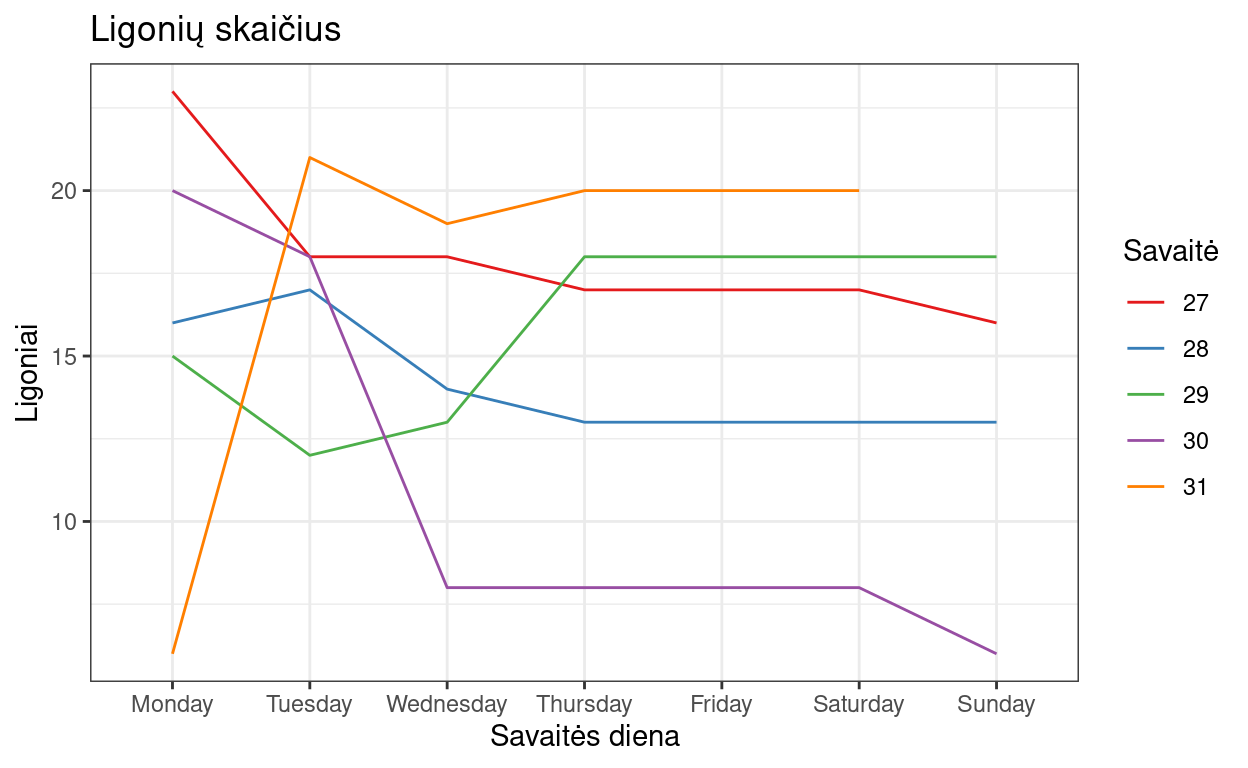 Ligonių skaičius
Ligoniai
20
15
10
Monday Tuesday Wednesday Thursday Friday Saturday Sunday
Savaitės diena
Savaitė
27
28
29
30
31